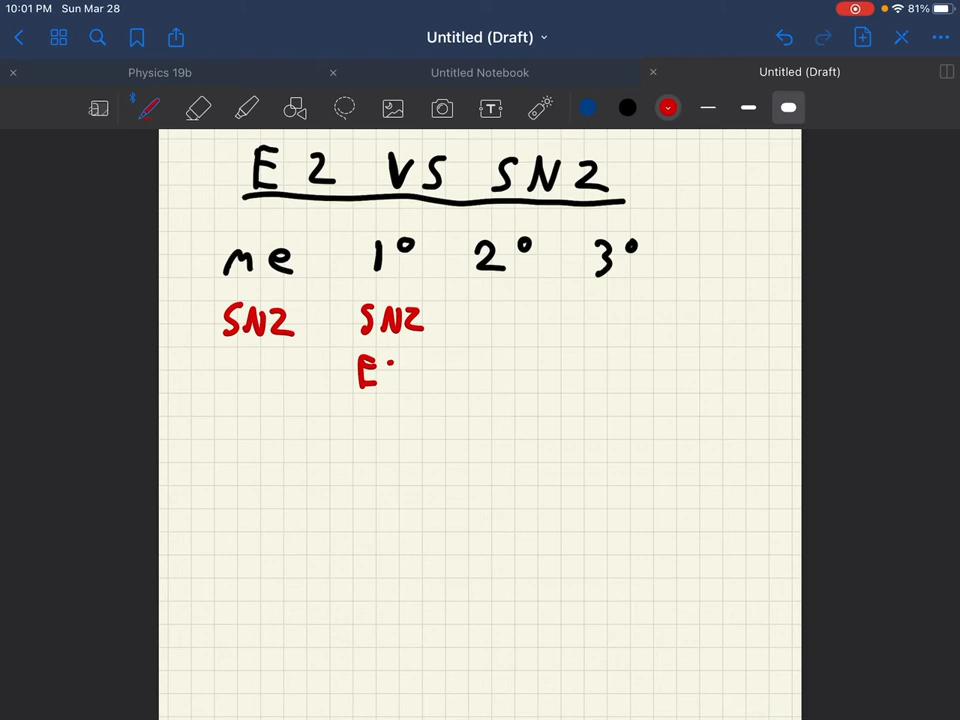 10:01 PM Sun Mar 28 81%
Untitled (Draft)
Physics 19b Untitled Notebook Untitled (Draft)
E2 VS SN2
me 1° 2° 3°
SN2 SN2
E